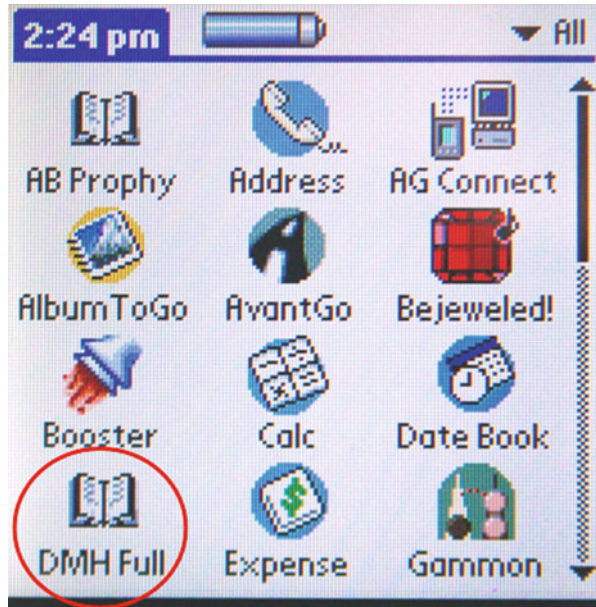 2:24 pm All
AB Prophy Address AG Connect
AlbumToGo AvantGo Bejeweled!
Booster Calc Date Book
DMH Full Expense Gammon